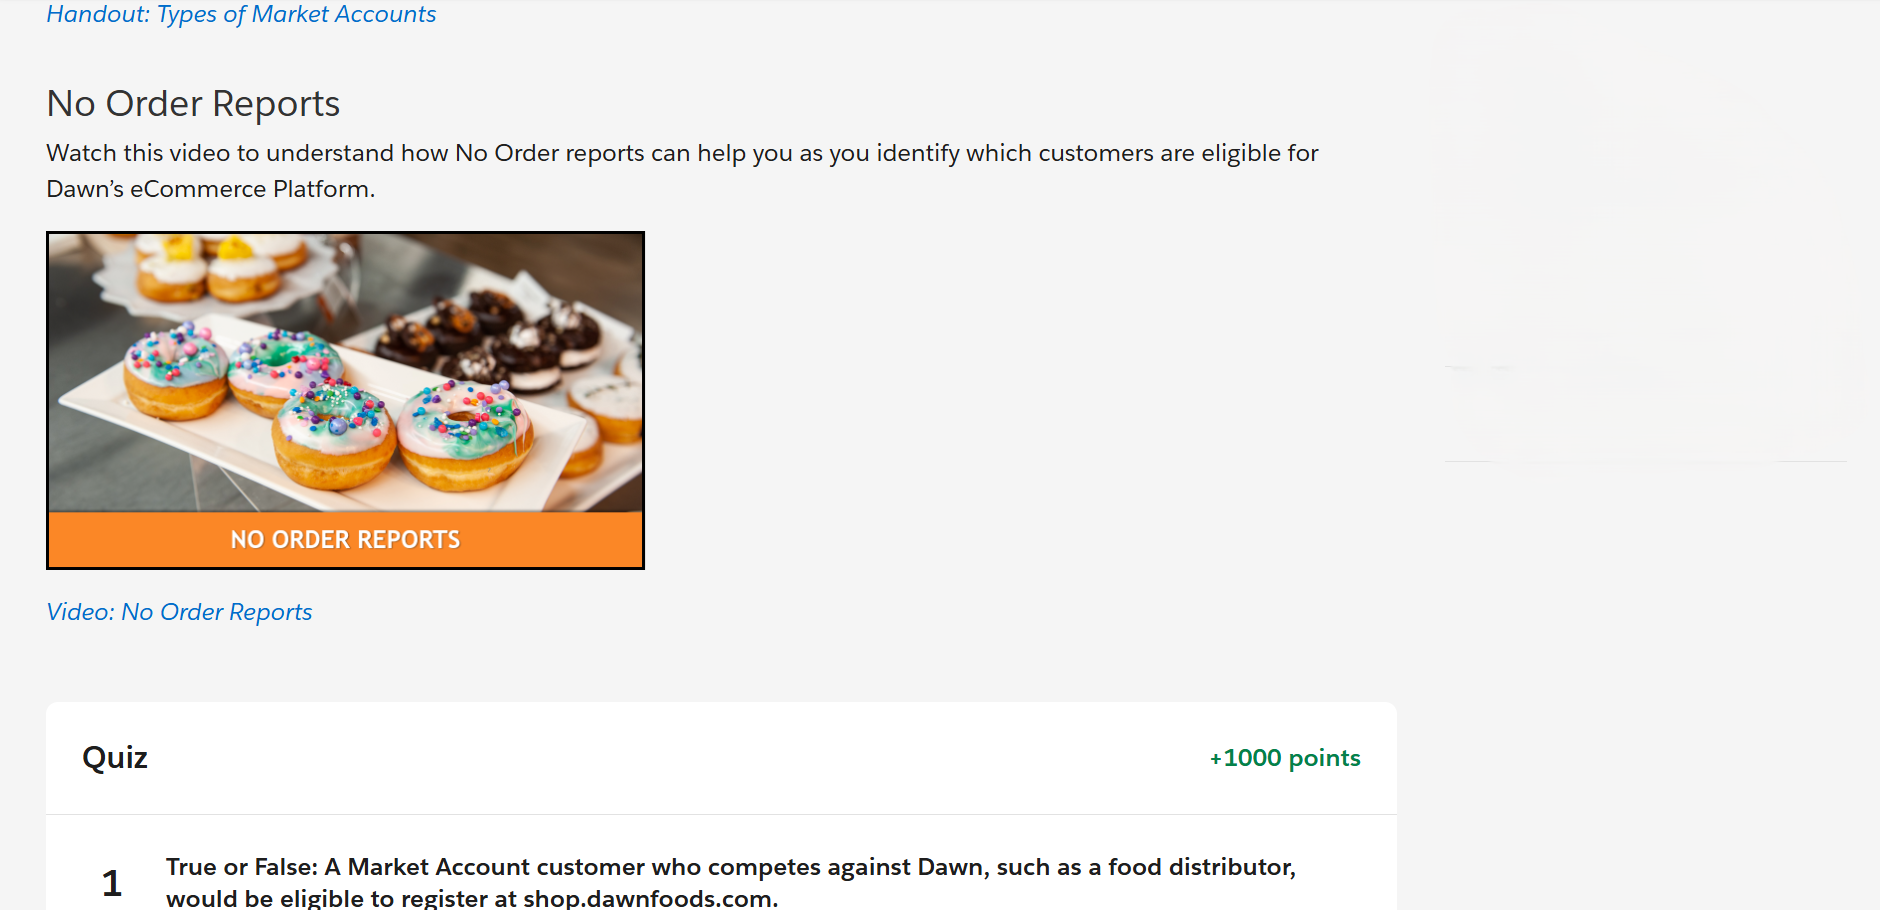 Handout: Types of Market Accounts
No Order Reports
Watch this video to understand how No Order reports can help you as you identify which customers are eligible for
Dawn’s eCommerce Platform.
NO ORDER REPORTS
Video: No Order Reports
Quiz
+1000 points
1
True or False: A Market Account customer who competes against Dawn, such as a food distributor,
would be eligible to register at shop.dawnfoods.com.